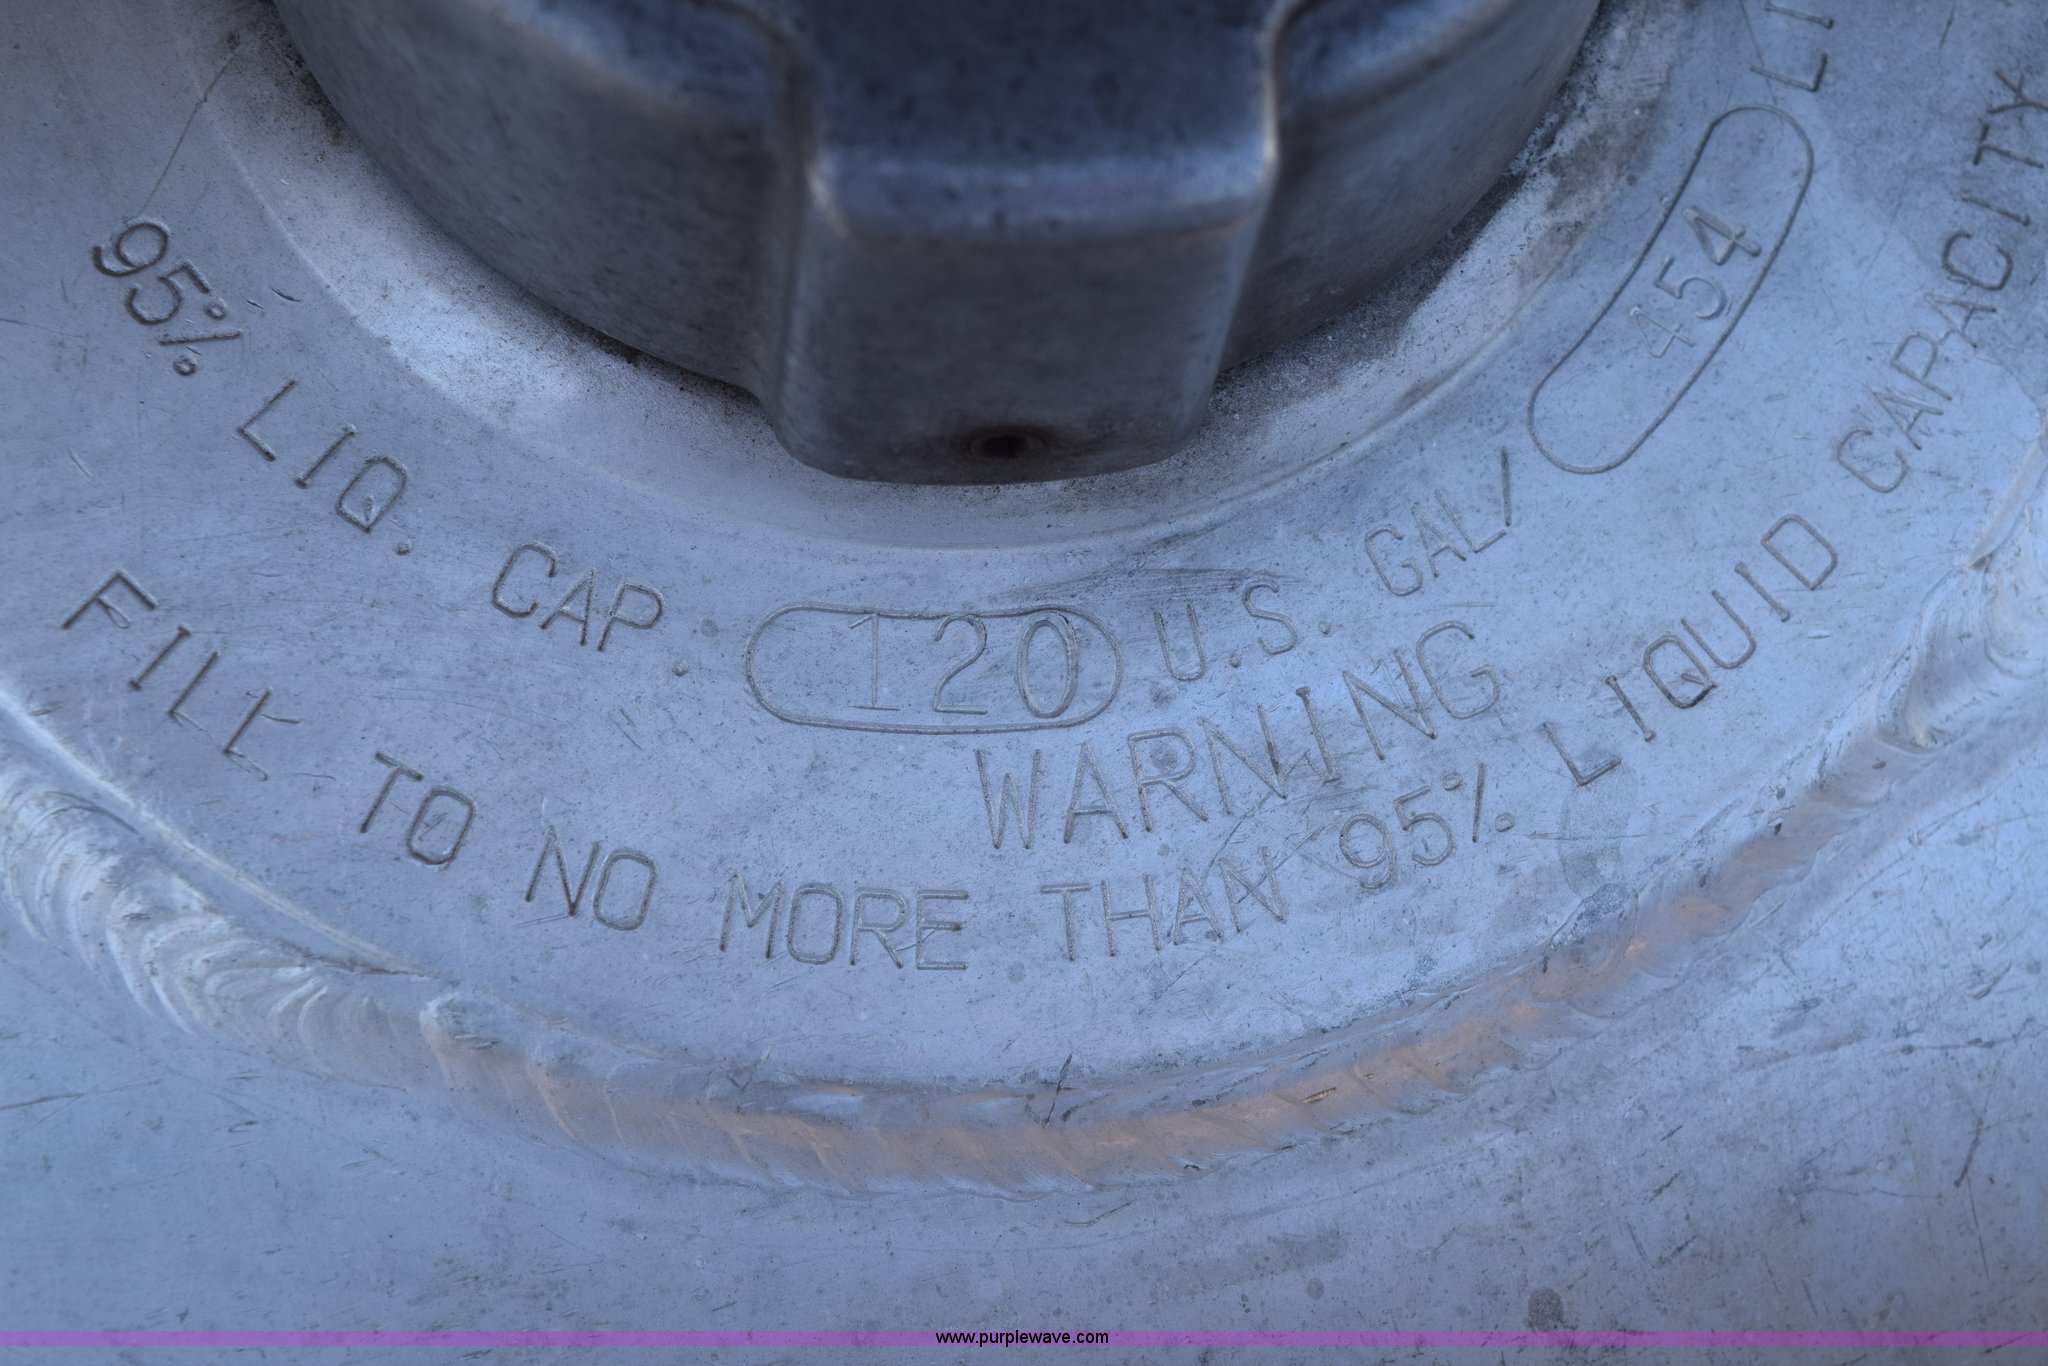 95% LIQ. CAP. 120 U.S. GAL/ 454 LI
WARNING
FILL TO NO MORE THAN 95% LIQUID CAPACITY
www.purplewave.com